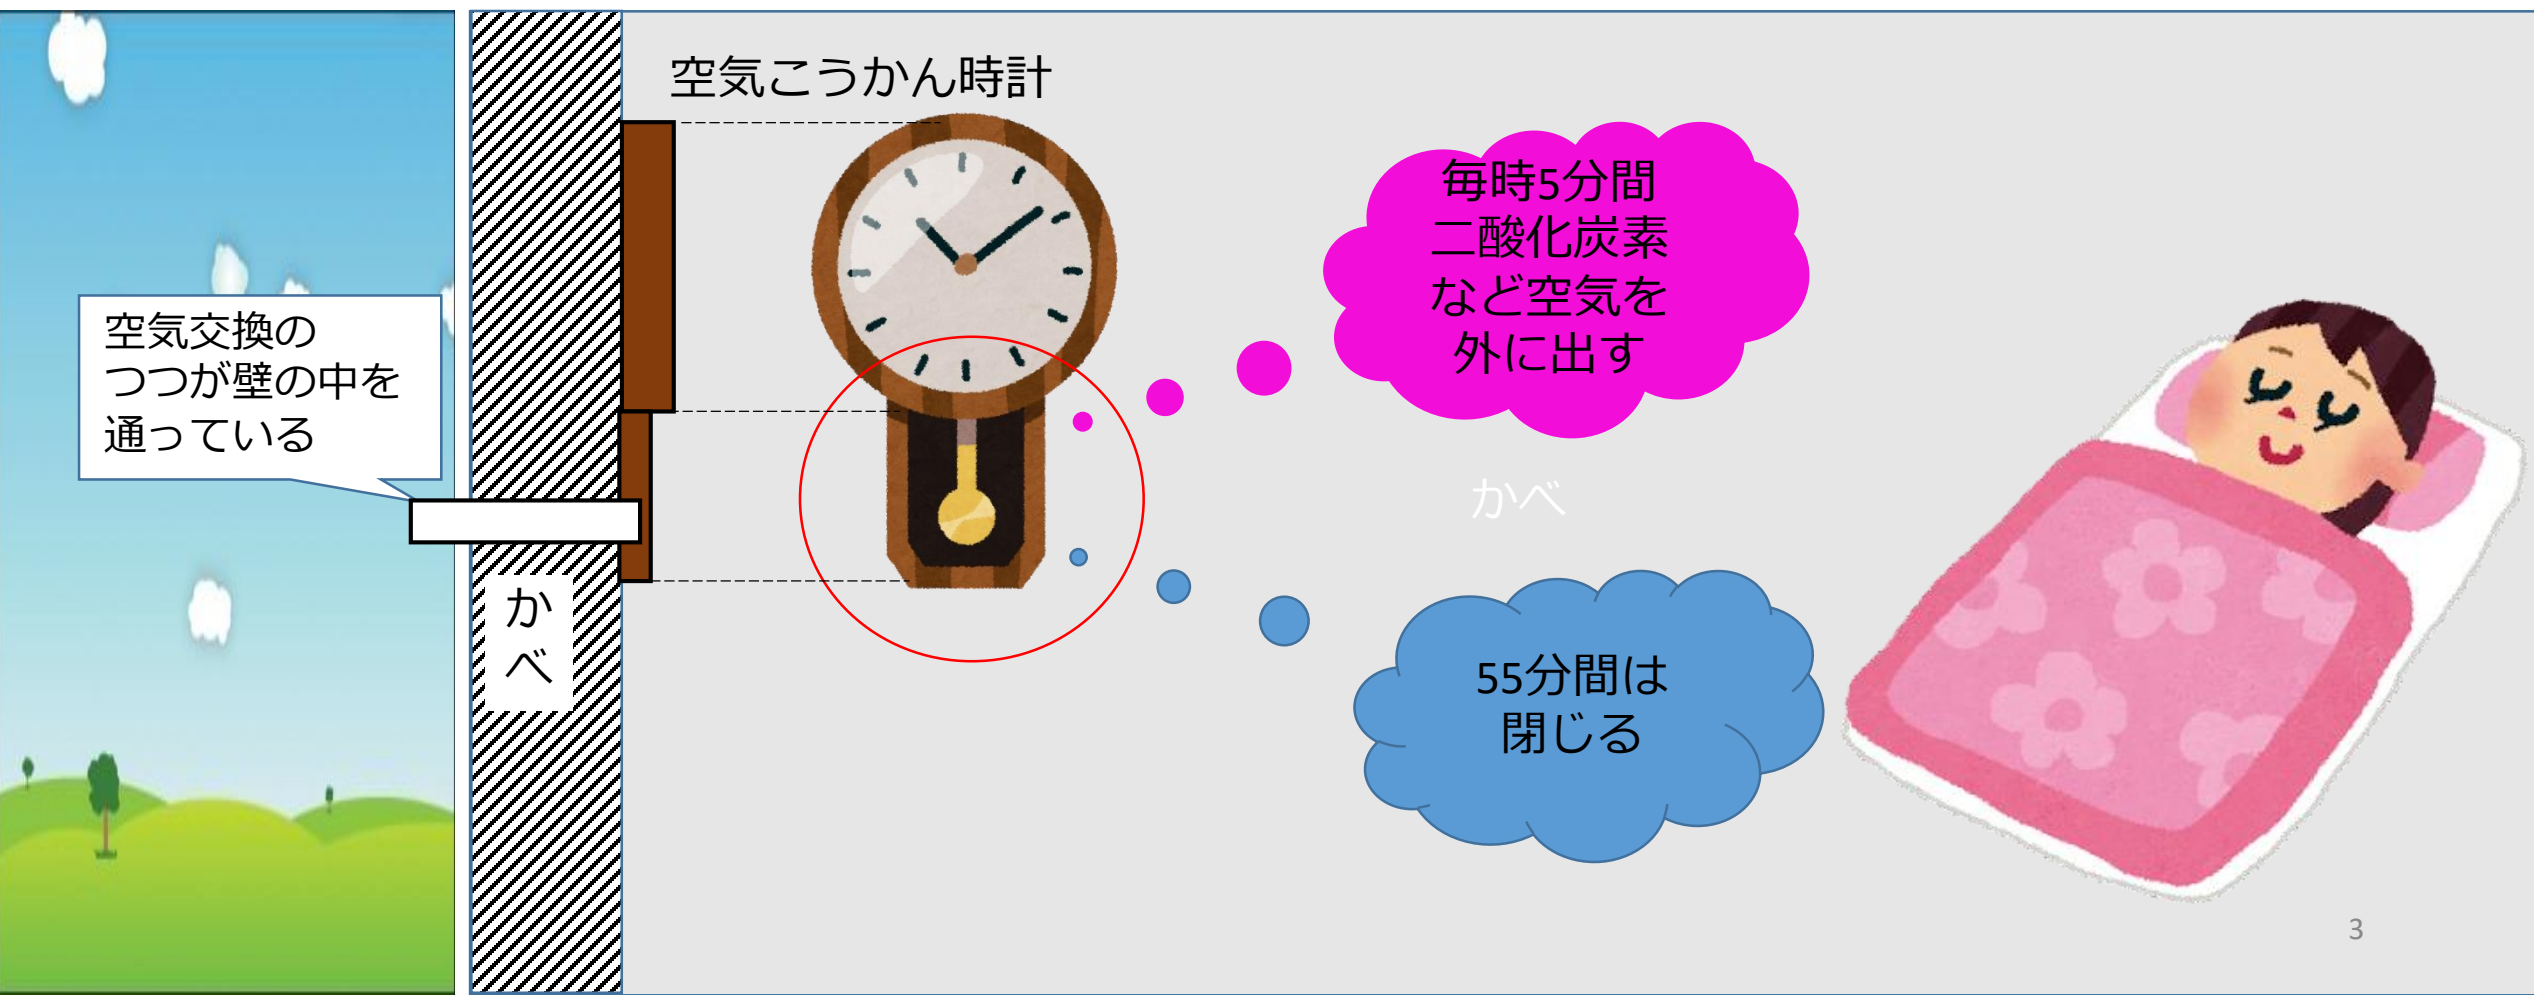 空気こうかん時計
毎時5分間
二酸化炭素
など空気を
外に出す
空気交換の
つつが壁の中を
通っている
かべ
かべ
55分間は
閉じる
3